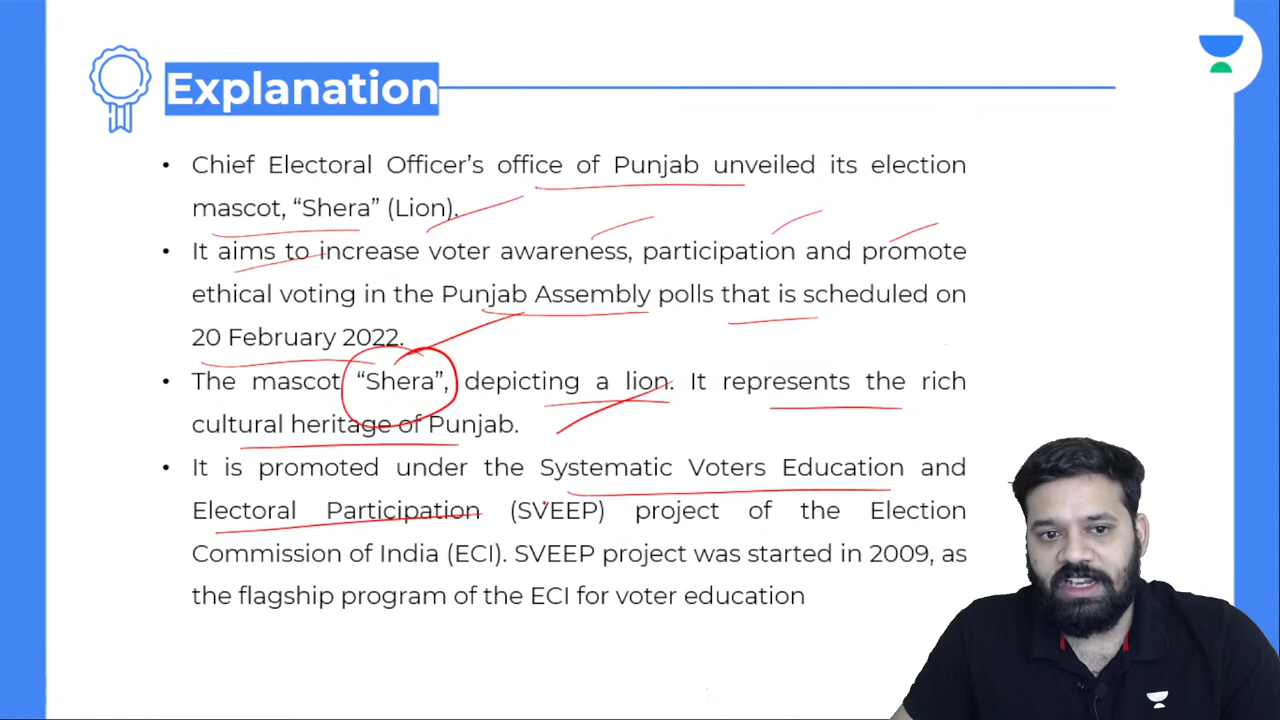 Explanation
• Chief Electoral Officer’s office of Punjab unveiled its election
mascot, “Shera” (Lion).
• It aims to increase voter awareness, participation and promote
ethical voting in the Punjab Assembly polls that is scheduled on
20 February 2022.
• The mascot “Shera”, depicting a lion. It represents the rich
cultural heritage of Punjab.
• It is promoted under the Systematic Voters Education and
Electoral Participation (SVEEP) project of the Election
Commission of India (ECI). SVEEP project was started in 2009, as
the flagship program of the ECI for voter education